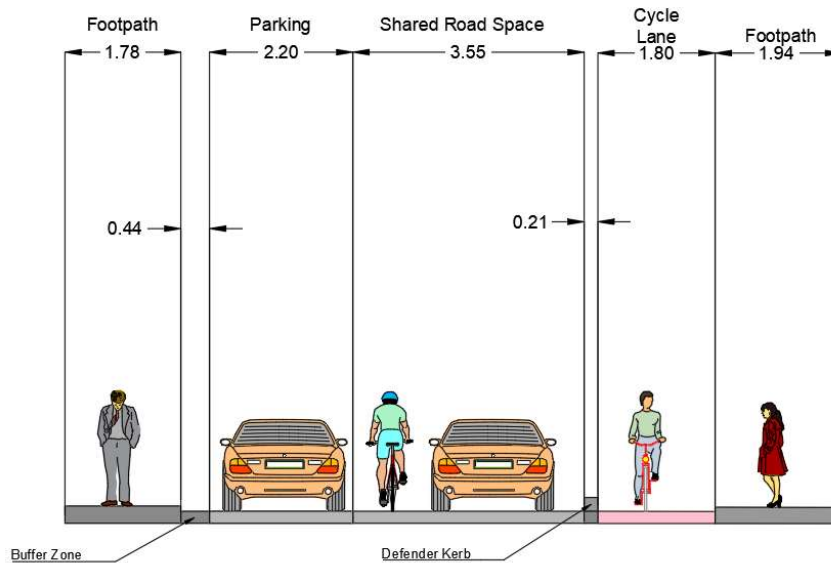 Footpath
1.78
Parking
2.20
Shared Road Space
3.55
Cycle
Lane
1.80
Footpath
1.94
0.44
0.21
Buffer Zone
Defender Kerb